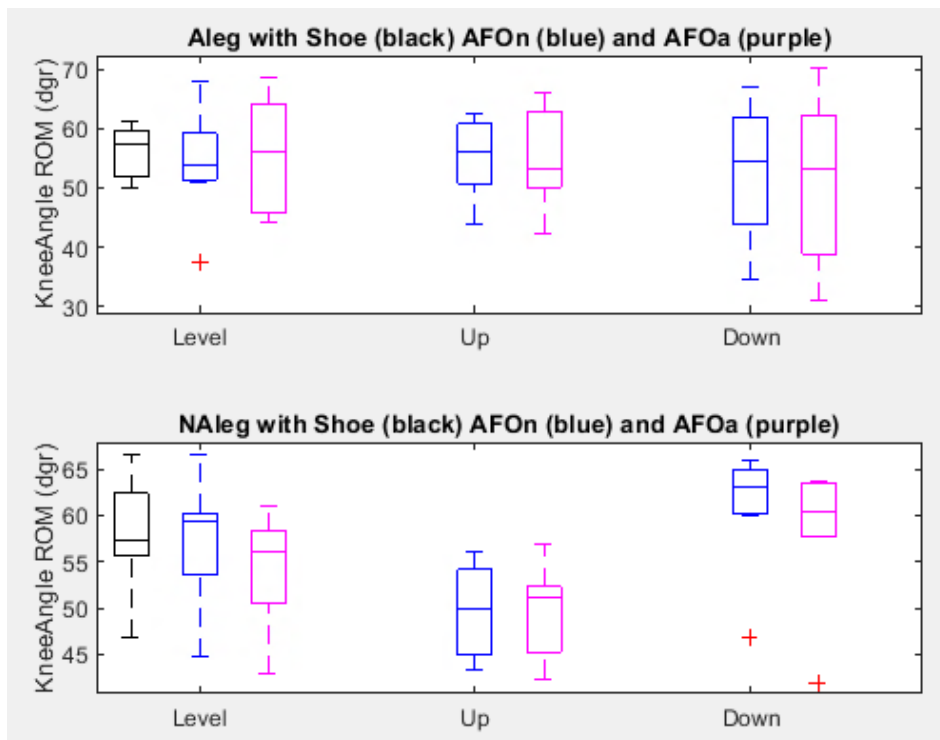 Aleg with Shoe (black) AFOn (blue) and AFOa (purple)
KneeAngle ROM (dgr)
70
60
50
40
30
Level Up Down
NAleg with Shoe (black) AFOn (blue) and AFOa (purple)
KneeAngle ROM (dgr)
65
60
55
50
45
Level Up Down